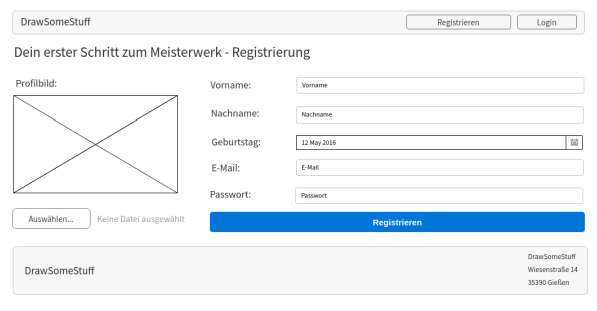 DrawSomeStuff
Registrieren
Login
Dein erster Schritt zum Meisterwerk - Registrierung
Profilbild:
Auswählen...
Keine Datei ausgewählt
Vorname:
Vorname
Nachname:
Nachname
Geburtstag:
12 May 2016
E-Mail:
E-Mail
Passwort:
Passwort
Registrieren
DrawSomeStuff
DrawSomeStuff
Wiesenstraße 14
35390 Gießen